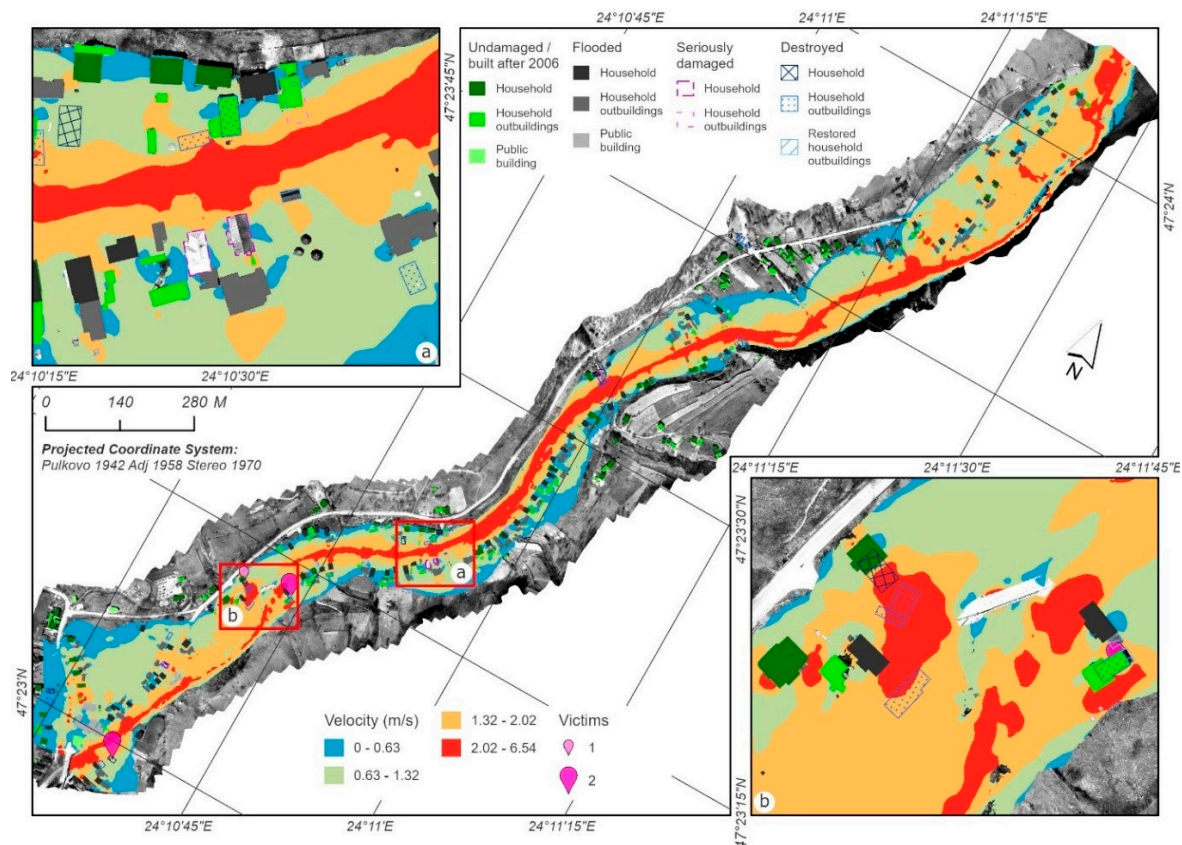 24°10'45"E
24°11'E
24°11'15"E
47°23'45"N
47°24'N
Undamaged /
built after 2006
Household
Household
outbuildings
Public
building
Flooded
Household
Household
outbuildings
Public
building
Seriously
damaged
Household
Household
outbuildings
Destroyed
Household
Household
outbuildings
Restored
household
outbuildings
a
24°10'15"E
24°10'30"E
0 140 280 M
Projected Coordinate System:
Pulkovo 1942 Adj 1958 Stereo 1970
N
24°11'15"E
24°11'30"E
24°11'45"E
47°23'30"N
a
b
47°23'N
Velocity (m/s)
0 - 0.63
0.63 - 1.32
1.32 - 2.02
2.02 - 6.54
Victims
1
2
b
47°23'15"N
24°10'45"E
24°11'E
24°11'15"E